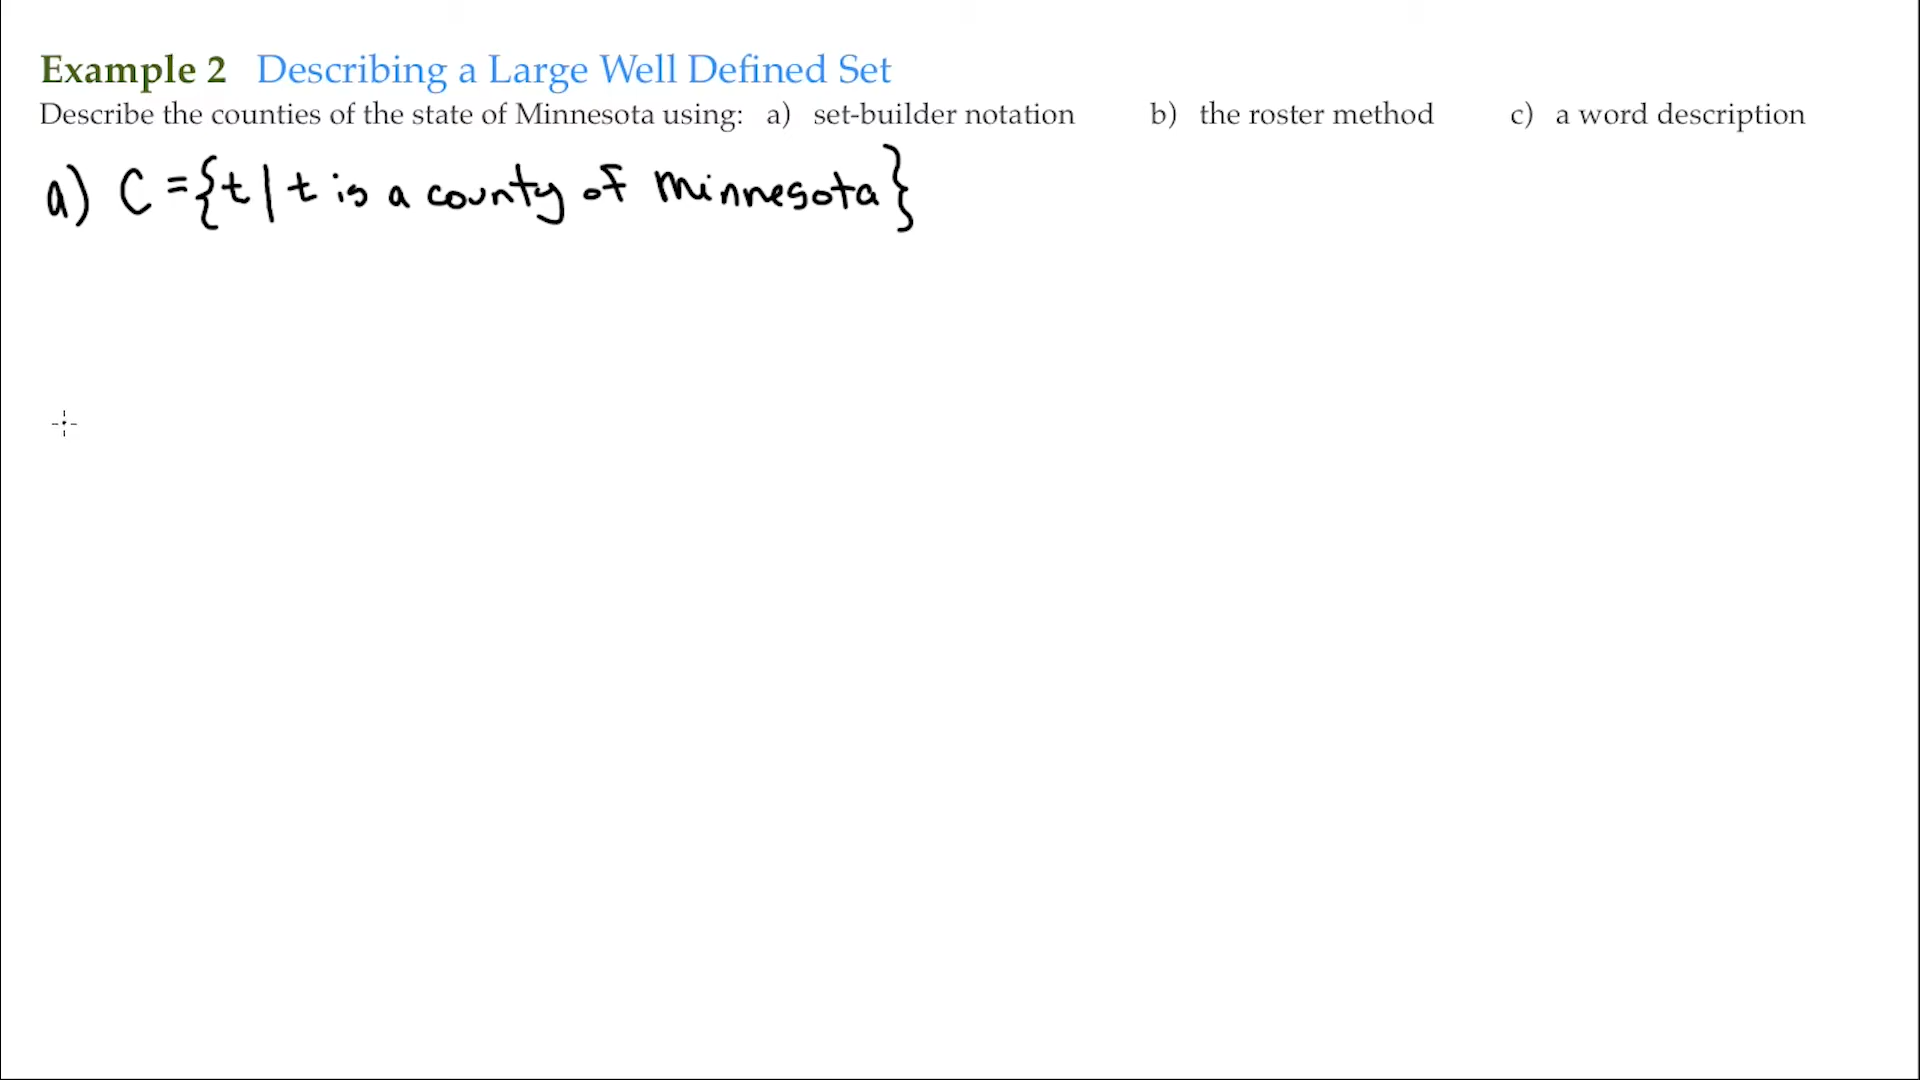 Example 2 Describing a Large Well Defined Set
Describe the counties of the state of Minnesota using: a) set-builder notation b) the roster method c) a word description
a) C = {t | t is a county of Minnesota}